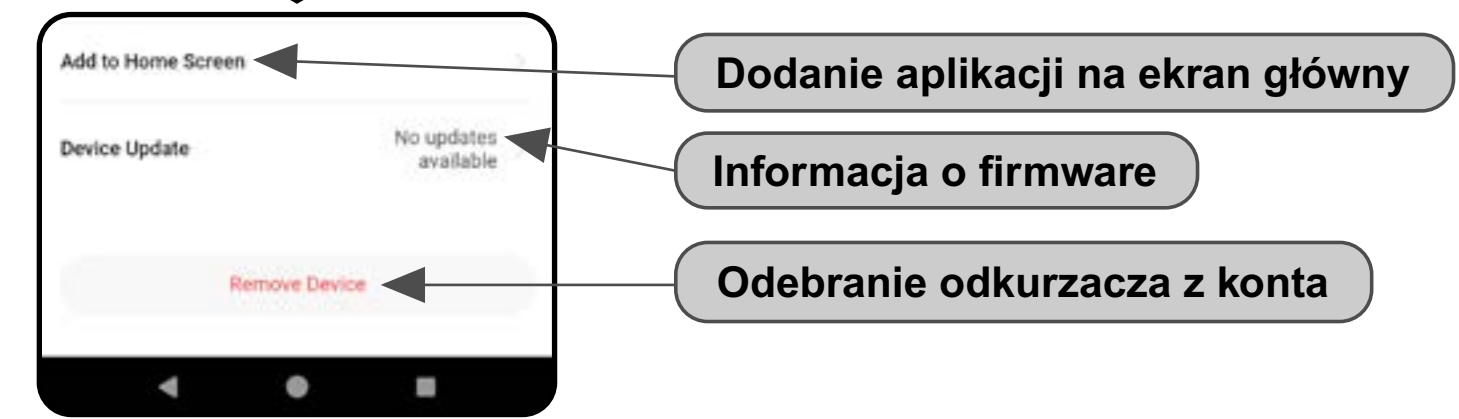 Add to Home Screen
Dodanie aplikacji na ekran główny
Device Update
No updates
available
Informacja o firmware
Remove Device
Odebranie odkurzacza z konta